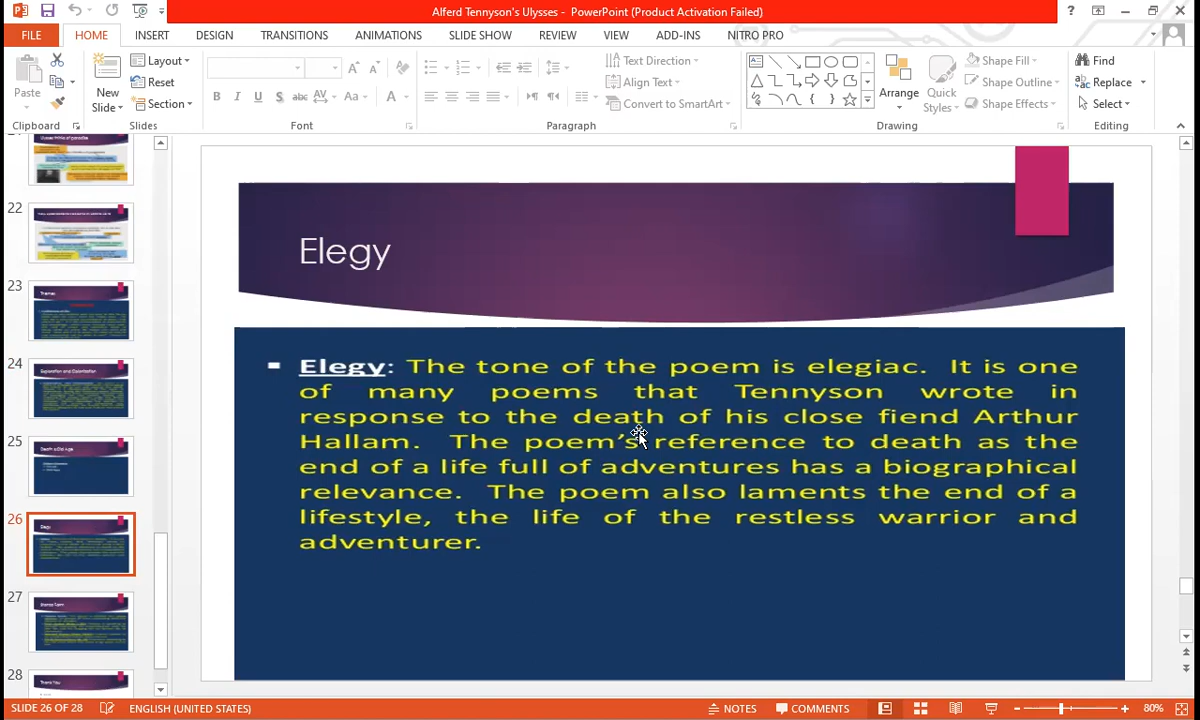 Alferd Tennyson's Ulysses - PowerPoint (Product Activation Failed)
FILE HOME INSERT DESIGN TRANSITIONS ANIMATIONS SLIDE SHOW REVIEW VIEW ADD-INS NITRO PRO
Paste
Clipboard
New Slide
Layout
Reset
Section
Slides
B I U S abc AV Aa A
Font
Text Direction
Align Text
Convert to SmartArt
Paragraph
Arrange
Quick Styles
Shape Fill
Shape Outline
Shape Effects
Drawing
Find
Replace
Select
Editing
22
23
24
25
26
27
28
Elegy
Elegy: The tone of the poem is elegiac. It is one
of many poems that Tennyson wrote in
response to the death of his close fiend Arthur
Hallam. The poem's reference to death as the
end of a life full of adventures has a biographical
relevance. The poem also laments the end of a
lifestyle, the life of the restless warrior and
adventurer.
SLIDE 26 OF 28 ENGLISH (UNITED STATES) NOTES COMMENTS 80%